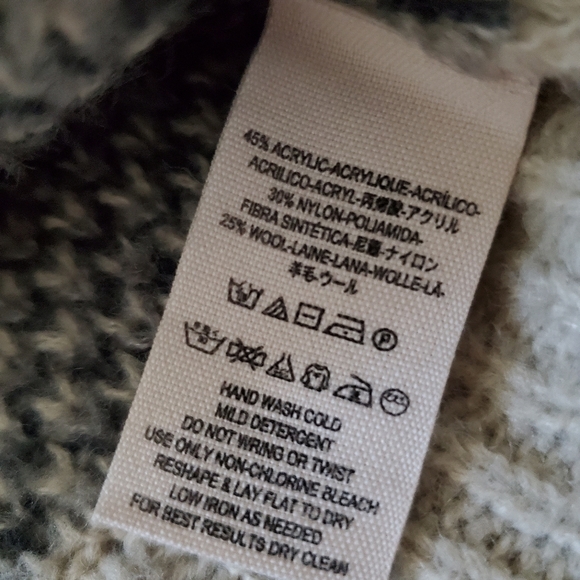 45% ACRYLIC-ACRYLIQUE-ACRÍLICO-
ACRILICO-ACRYL-丙烯酸-アクリル
30% NYLON-POLIAMIDA-
FIBRA SINTÉTICA-尼龍-ナイロン
25% WOOL-LAINE-LANA-WOLLE-LÃ-
羊毛-ウール
P
HAND WASH COLD
MILD DETERGENT
DO NOT WRING OR TWIST
USE ONLY NON-CHLORINE BLEACH
RESHAPE & LAY FLAT TO DRY
LOW IRON AS NEEDED
FOR BEST RESULTS DRY CLEAN